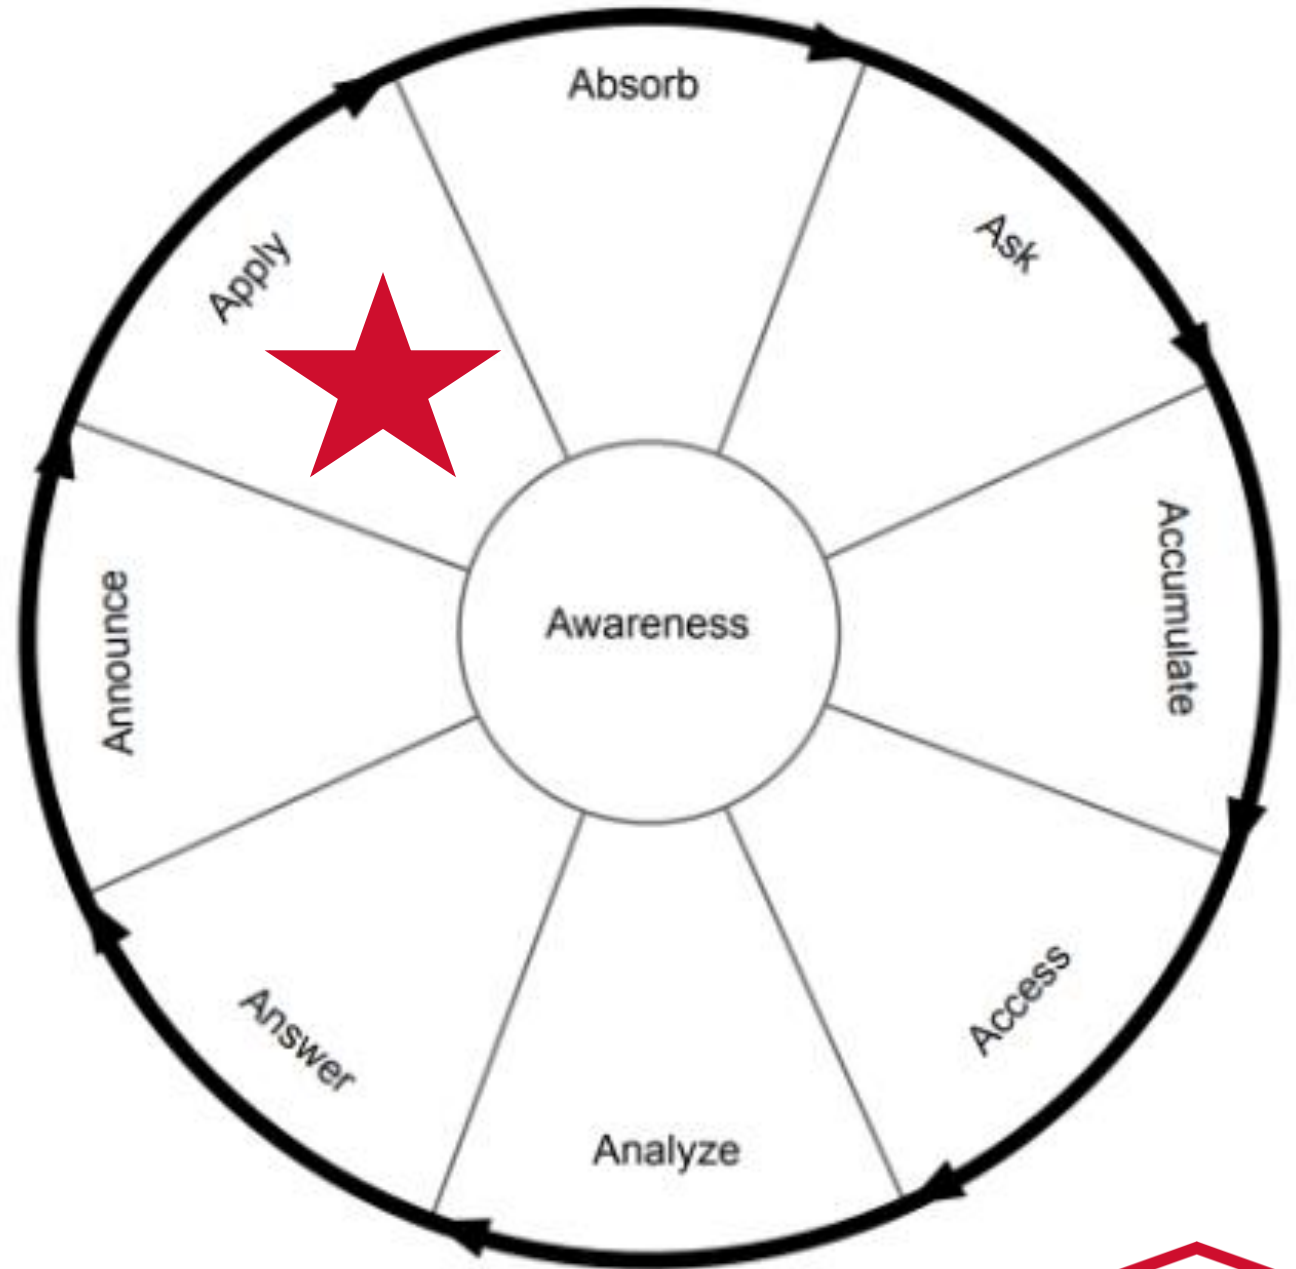 Absorb
Ask
Accumulate
Access
Analyze
Answer
Announce
Apply
Awareness